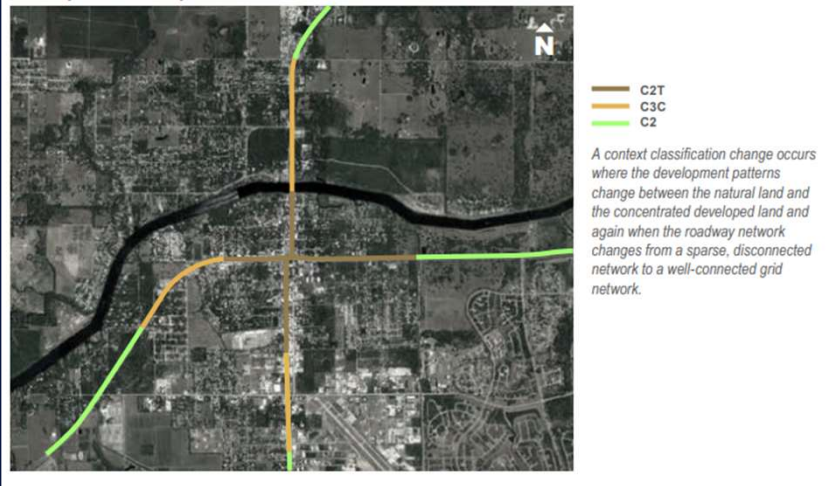 N
C2T
C3C
C2
A context classification change occurs
where the development patterns
change between the natural land and
the concentrated developed land and
again when the roadway network
changes from a sparse, disconnected
network to a well-connected grid
network.